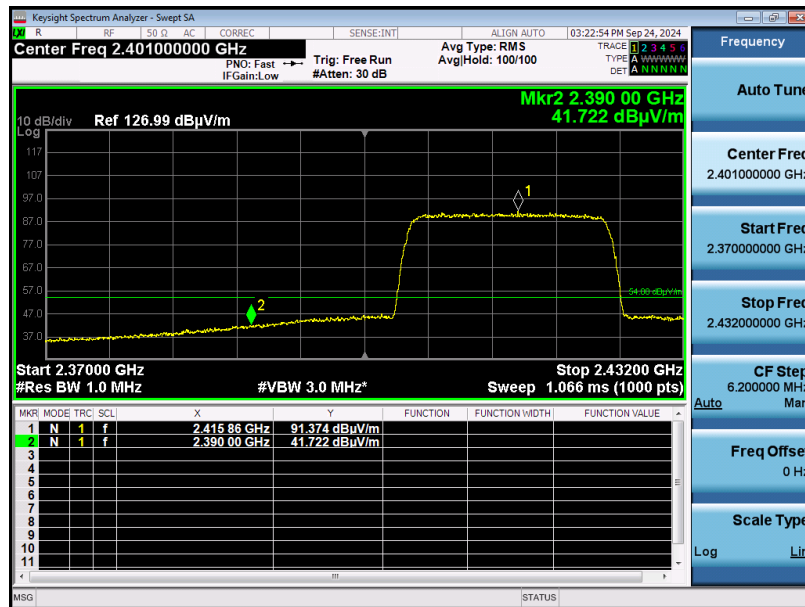 Keysight Spectrum Analyzer - Swept SA
LXI R RF 50 Ω AC CORREC SENSE:INT ALIGN AUTO 03:22:54 PM Sep 24, 2024
Center Freq 2.401000000 GHz
PNO: Fast
IFGain:Low
Trig: Free Run
#Atten: 30 dB
Avg Type: RMS
Avg|Hold: 100/100
TRACE 1 2 3 4 5 6
TYPE A WWWWW
DET A N N N N N
Mkr2 2.390 00 GHz
41.722 dBµV/m
10 dB/div Ref 126.99 dBµV/m
Log
117
107
97.0
87.0
77.0
67.0
57.0
47.0
37.0
1
2
54.00 dBµV/m
Start 2.37000 GHz Stop 2.43200 GHz
#Res BW 1.0 MHz #VBW 3.0 MHz* Sweep 1.066 ms (1000 pts)
MKR MODE TRC SCL X Y FUNCTION FUNCTION WIDTH FUNCTION VALUE
1 N 1 f 2.415 86 GHz 91.374 dBµV/m
2 N 1 f 2.390 00 GHz 41.722 dBµV/m
3
4
5
6
7
8
9
10
11
MSG STATUS
Frequency
Auto Tune
Center Freq
2.401000000 GHz
Start Freq
2.370000000 GHz
Stop Freq
2.432000000 GHz
CF Step
6.200000 MHz
Auto Man
Freq Offset
0 Hz
Scale Type
Log Lin